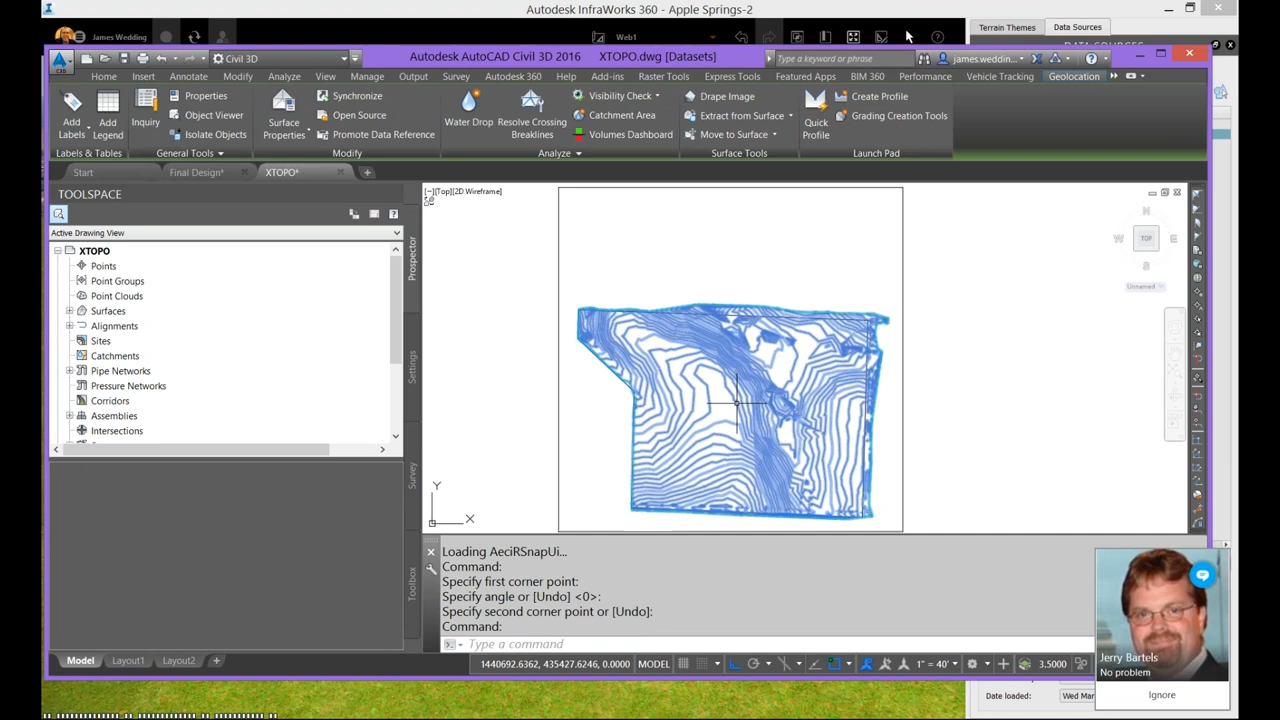 Autodesk InfraWorks 360 - Apple Springs-2
James Wedding
Web1
Terrain Themes
Data Sources
Civil 3D
Autodesk AutoCAD Civil 3D 2016 XTOPO.dwg [Datasets]
Type a keyword or phrase
james.weddin...
Home
Insert
Annotate
Modify
Analyze
View
Manage
Output
Survey
Autodesk 360
Help
Add-ins
Raster Tools
Express Tools
Featured Apps
BIM 360
Performance
Vehicle Tracking
Geolocation
Add
Labels
Add
Legend
Labels & Tables
Inquiry
Properties
Object Viewer
Isolate Objects
General Tools
Surface
Properties
Synchronize
Open Source
Promote Data Reference
Modify
Water Drop
Resolve Crossing
Breaklines
Visibility Check
Catchment Area
Volumes Dashboard
Analyze
Drape Image
Extract from Surface
Move to Surface
Surface Tools
Quick
Profile
Create Profile
Grading Creation Tools
Launch Pad
Start
Final Design*
XTOPO*
TOOLSPACE
Active Drawing View
XTOPO
Points
Point Groups
Point Clouds
Surfaces
Alignments
Sites
Catchments
Pipe Networks
Pressure Networks
Corridors
Assemblies
Intersections
Prospector
Settings
Survey
Toolbox
[−][Top][2D Wireframe]
N
W
TOP
E
S
Unnamed
Y
X
Loading AeciRSnapUi...
Command:
Specify first corner point:
Specify angle or [Undo] <0>:
Specify second corner point or [Undo]:
Command:
Type a command
Model
Layout1
Layout2
1440692.6362, 435427.6246, 0.0000
MODEL
1" = 40'
3.5000
Jerry Bartels
No problem
Ignore
Date loaded:
Wed Mar